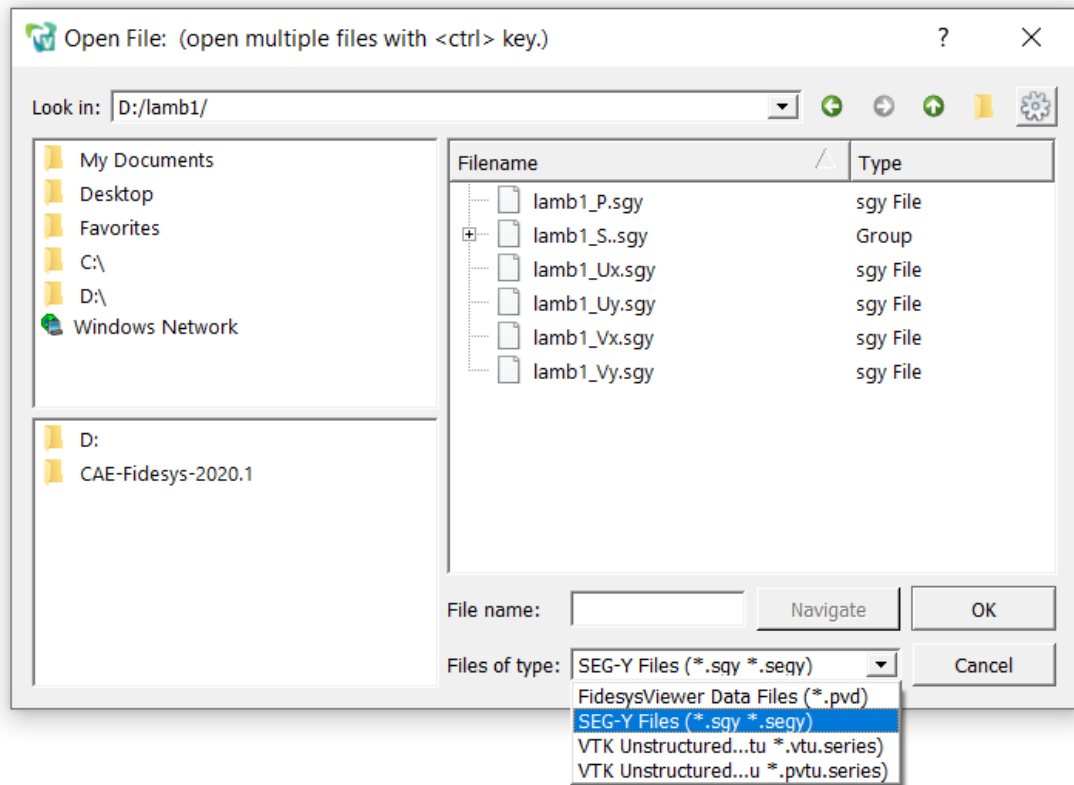 Open File: (open multiple files with <ctrl> key.)
?
Look in: D:/lamb1/
My Documents
Desktop
Favorites
C:\
D:\
Windows Network
D:
CAE-Fidesys-2020.1
Filename Type
lamb1_P.sgy sgy File
lamb1_S..sgy Group
lamb1_Ux.sgy sgy File
lamb1_Uy.sgy sgy File
lamb1_Vx.sgy sgy File
lamb1_Vy.sgy sgy File
File name: Navigate OK
Files of type: SEG-Y Files (*.sgy *.segy) Cancel
FidesysViewer Data Files (*.pvd)
SEG-Y Files (*.sgy *.segy)
VTK Unstructured...tu *.vtu.series)
VTK Unstructured...u *.pvtu.series)